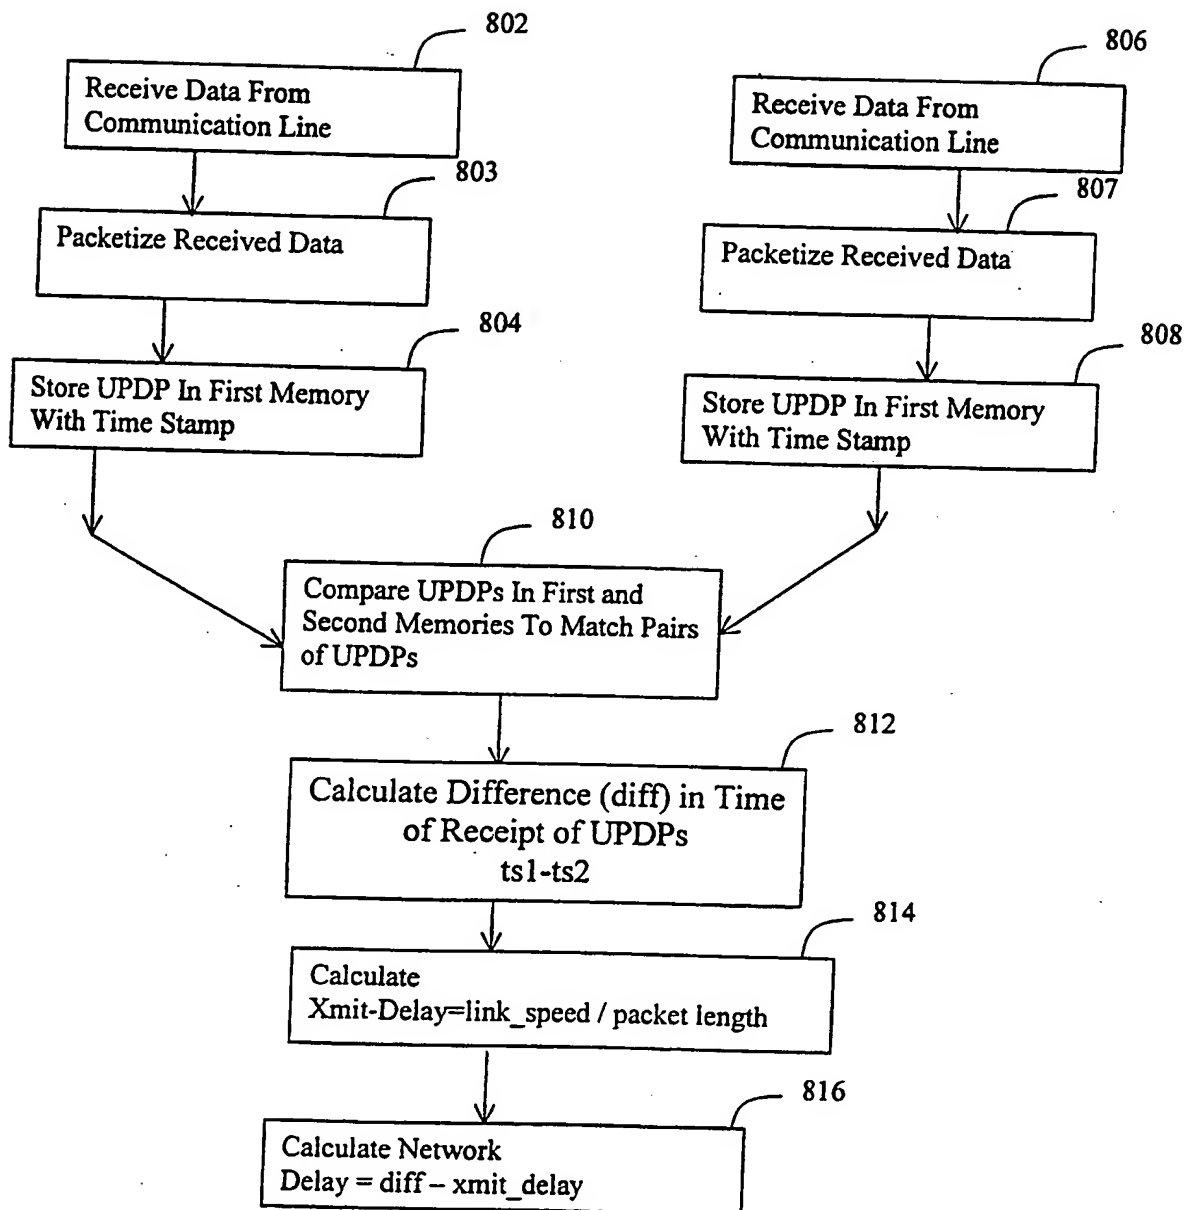 802
Receive Data From
Communication Line
803
Packetize Received Data
804
Store UPDP In First Memory
With Time Stamp
806
Receive Data From
Communication Line
807
Packetize Received Data
808
Store UPDP In First Memory
With Time Stamp
810
Compare UPDPs In First and
Second Memories To Match Pairs
of UPDPs
812
Calculate Difference (diff) in Time
of Receipt of UPDPs
ts1-ts2
814
Calculate
Xmit-Delay=link_speed / packet length
816
Calculate Network
Delay = diff – xmit_delay